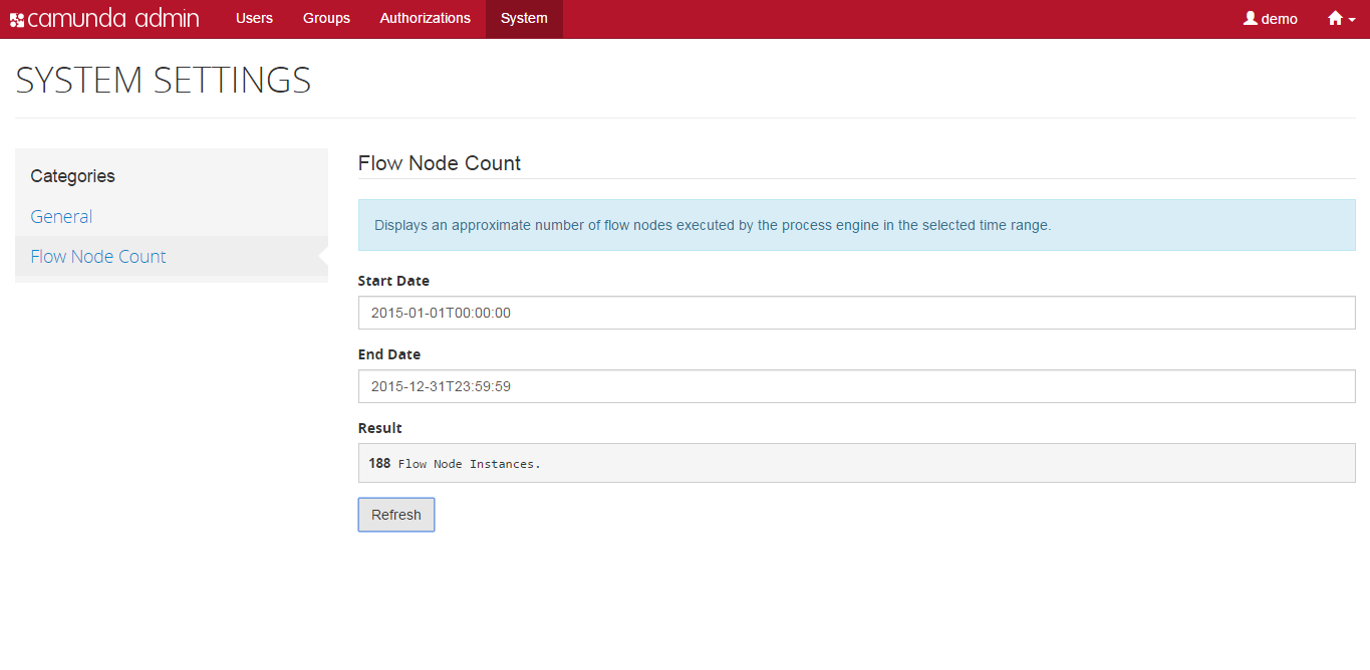 camunda admin Users Groups Authorizations System demo
SYSTEM SETTINGS
Categories
General
Flow Node Count
Flow Node Count
Displays an approximate number of flow nodes executed by the process engine in the selected time range.
Start Date
2015-01-01T00:00:00
End Date
2015-12-31T23:59:59
Result
188 Flow Node Instances.
Refresh